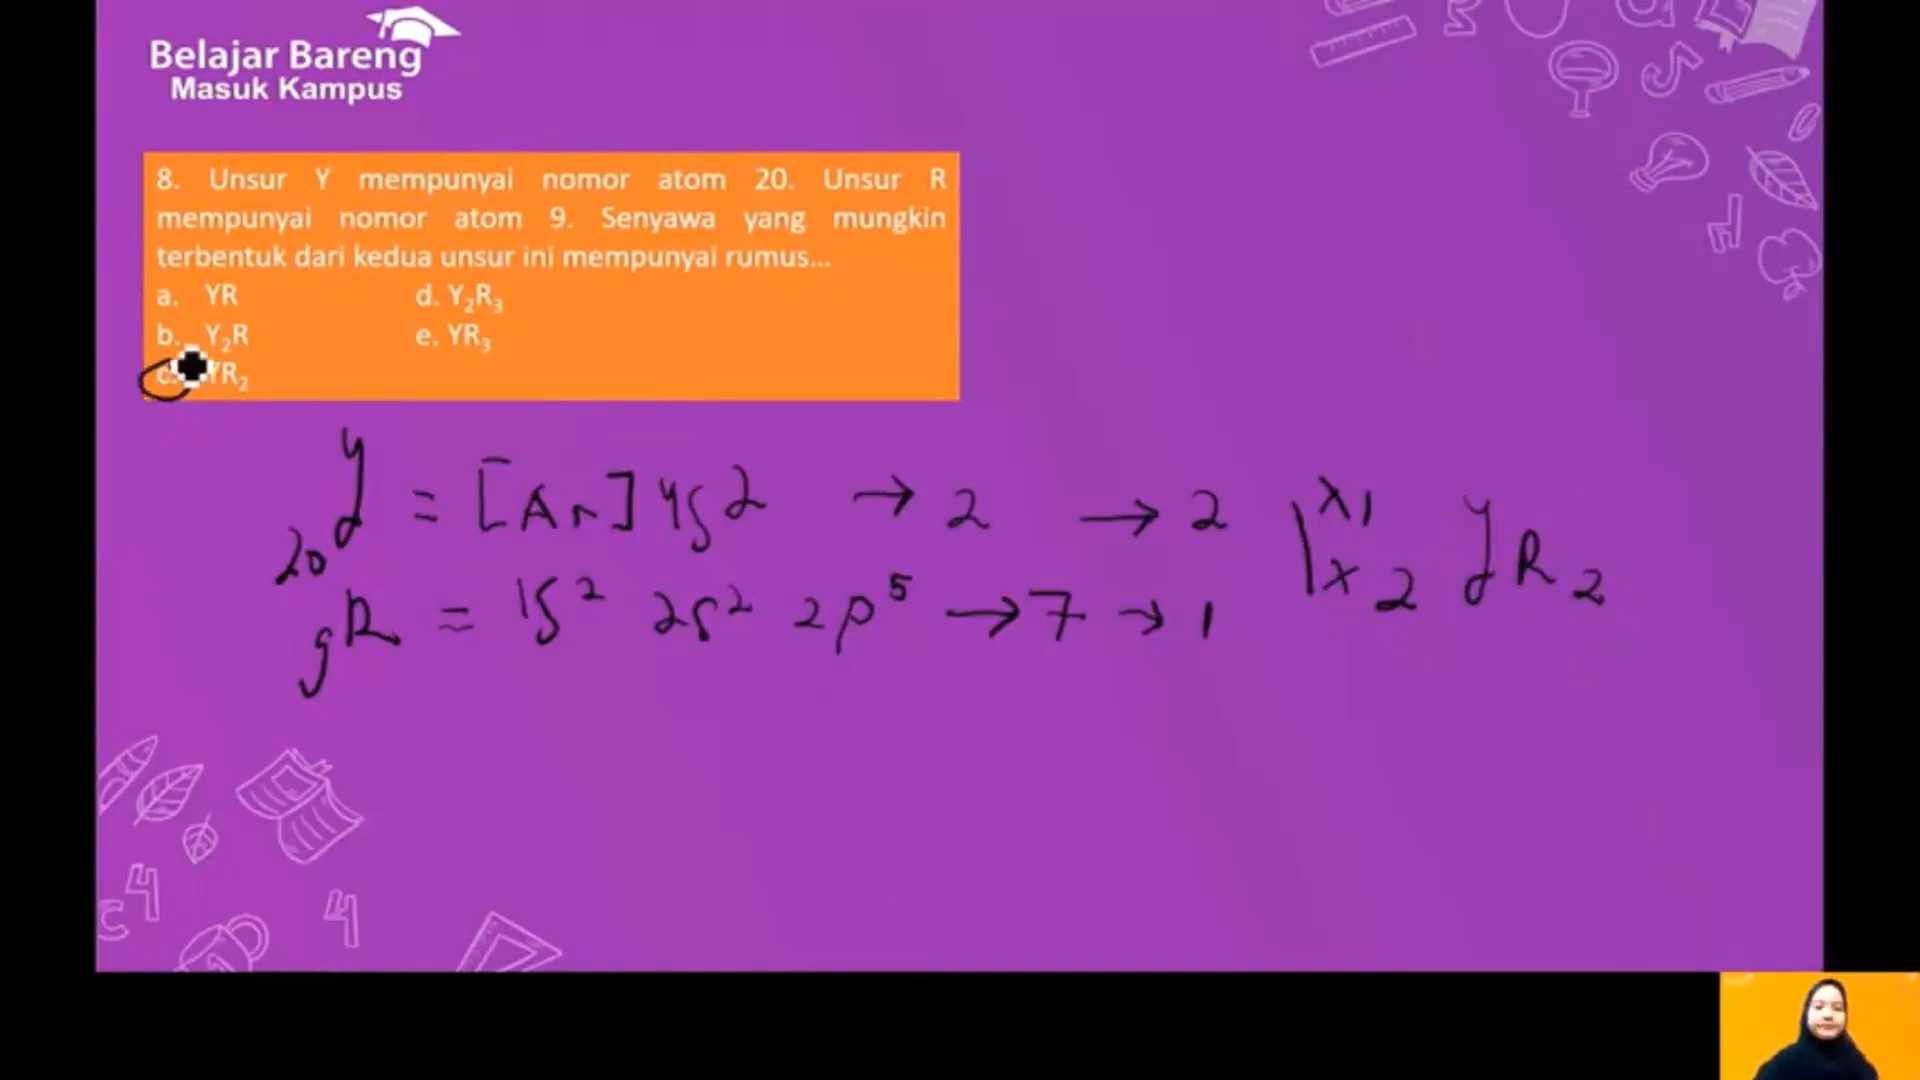 Belajar Bareng
Masuk Kampus
8. Unsur Y mempunyai nomor atom 20. Unsur R
mempunyai nomor atom 9. Senyawa yang mungkin
terbentuk dari kedua unsur ini mempunyai rumus...
a. YR d. Y₂R₃
b. Y₂R e. YR₃
c. YR₂
₂₀Y = [Ar] 4s² → 2 → 2 | x1 YR₂
₉R = 1s² 2s² 2p⁵ → 7 → 1 | x2